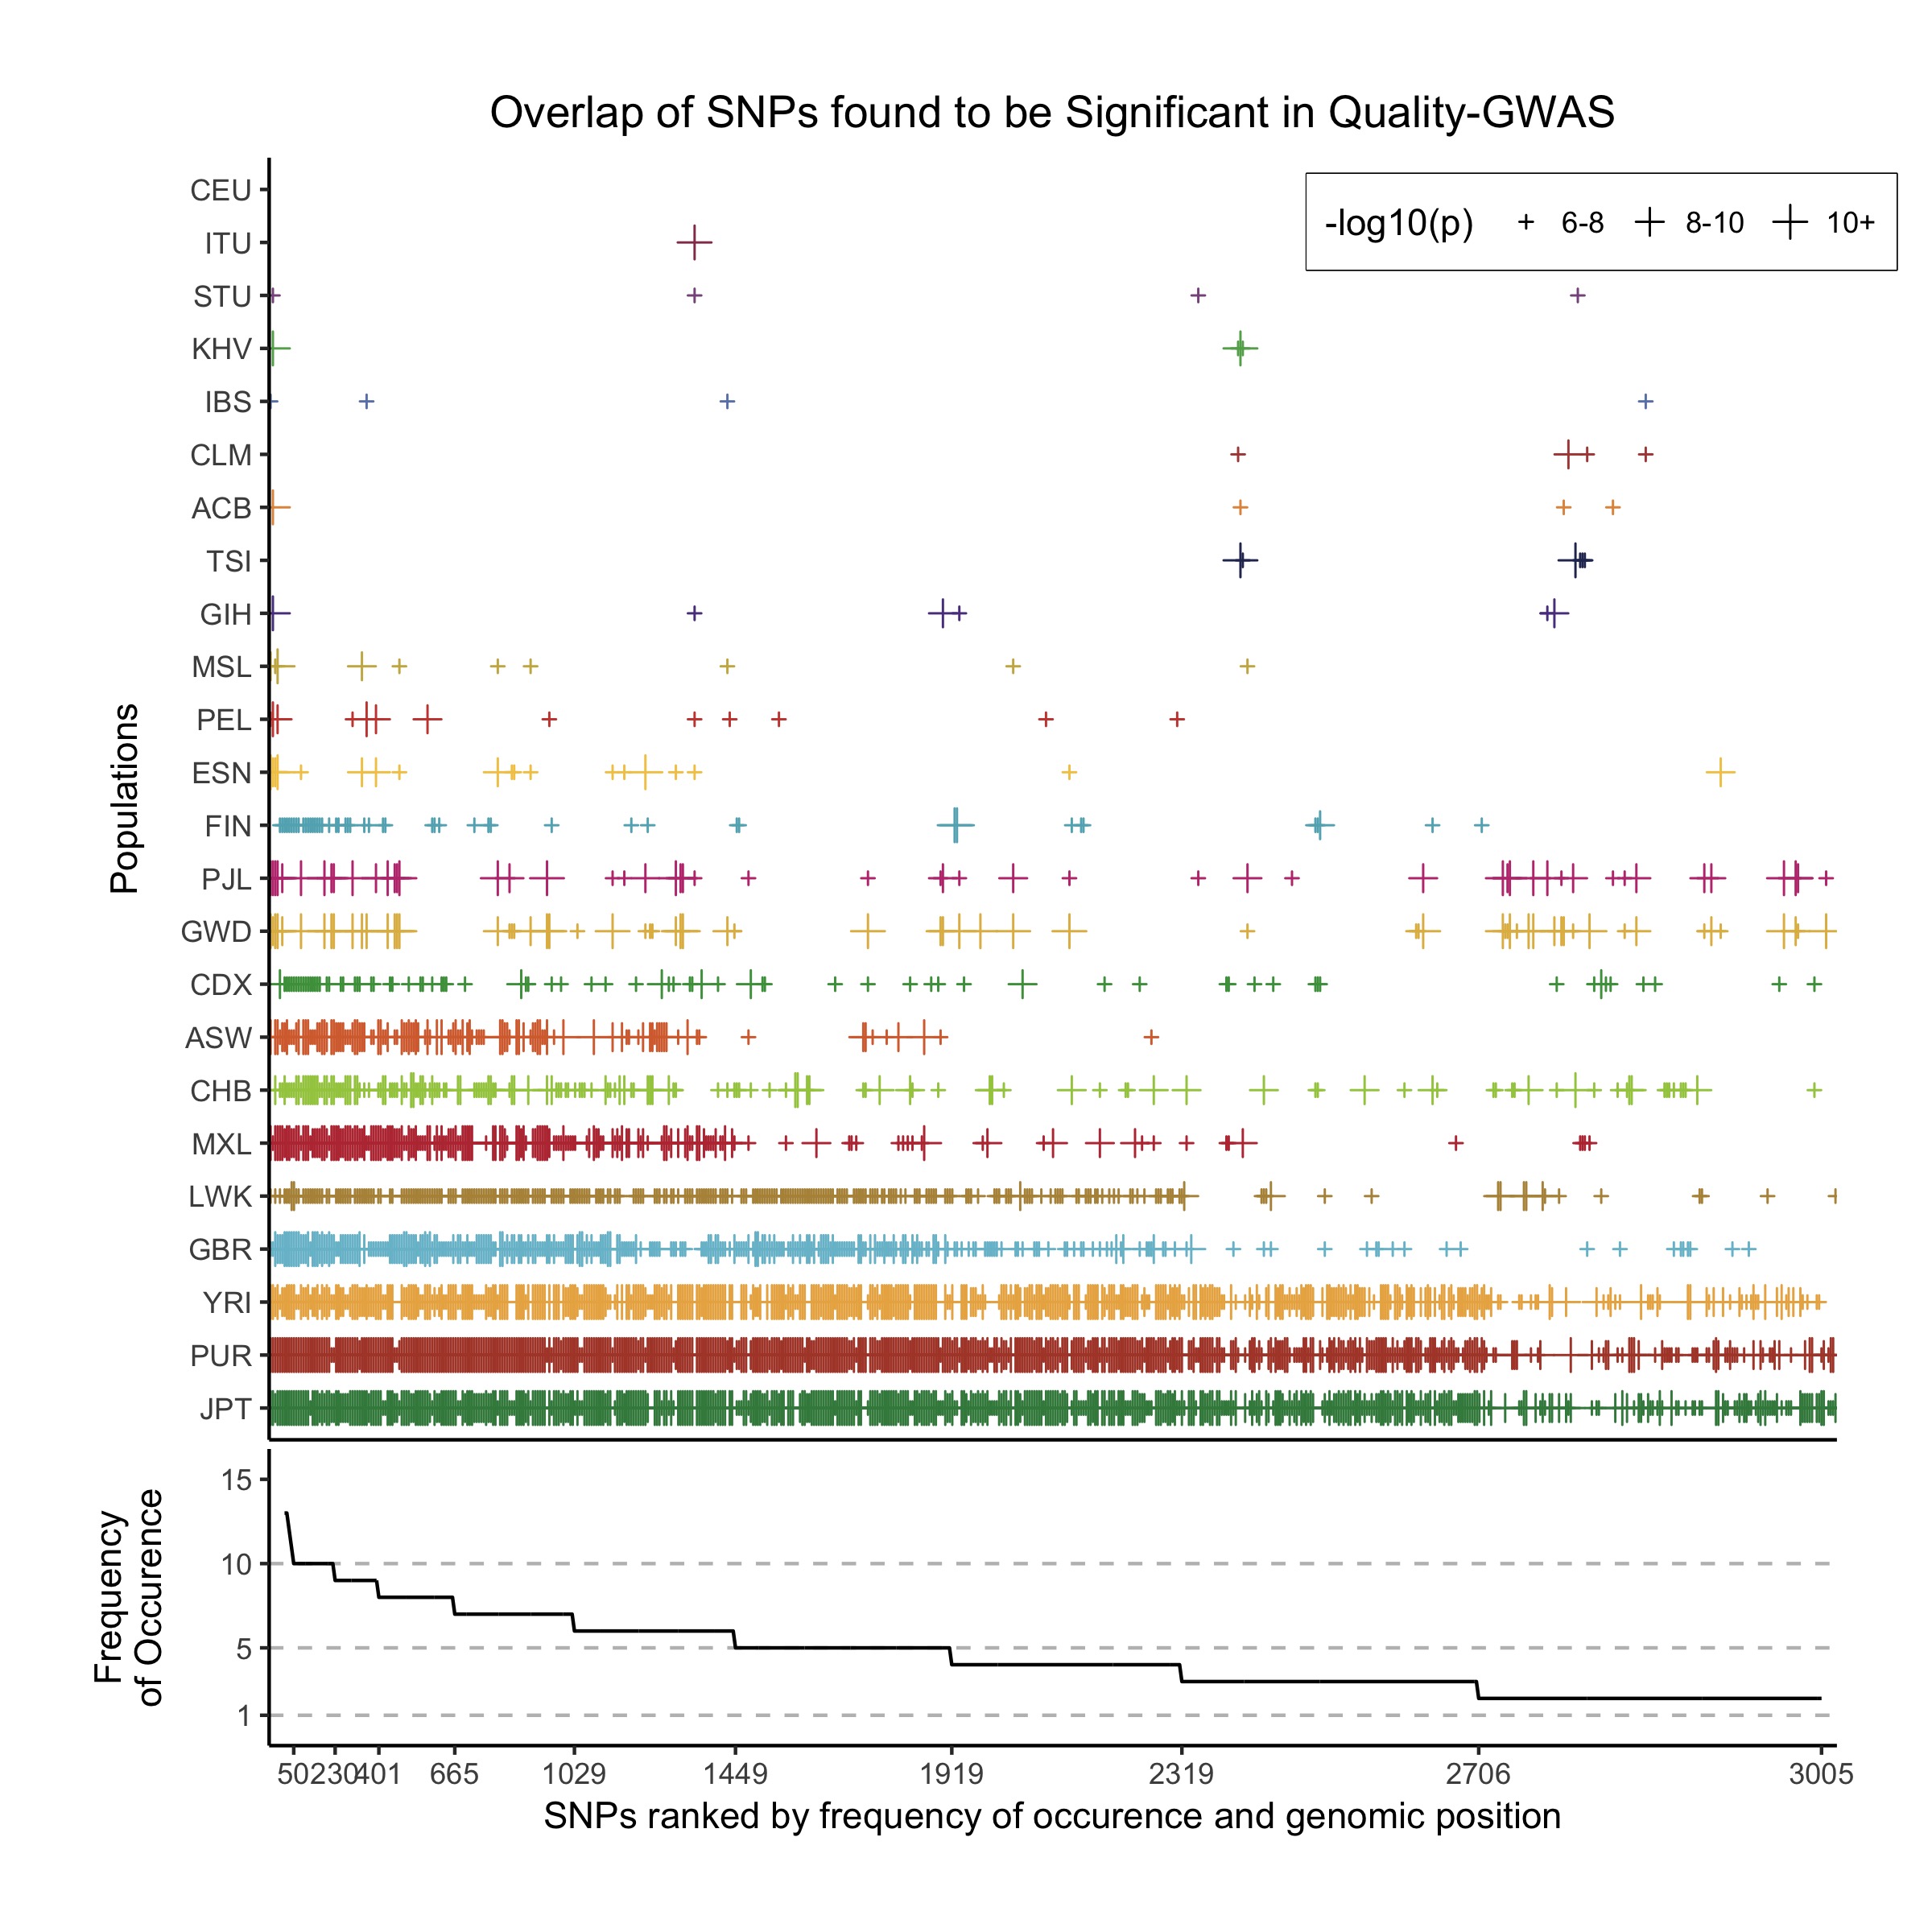 Overlap of SNPs found to be Significant in Quality-GWAS
-log10(p) 6-8 8-10 10+
Populations
CEU
ITU
STU
KHV
IBS
CLM
ACB
TSI
GIH
MSL
PEL
ESN
FIN
PJL
GWD
CDX
ASW
CHB
MXL
LWK
GBR
YRI
PUR
JPT
Frequency
of Occurence
15
10
5
1
50 230 401 665 1029 1449 1919 2319 2706 3005
SNPs ranked by frequency of occurence and genomic position